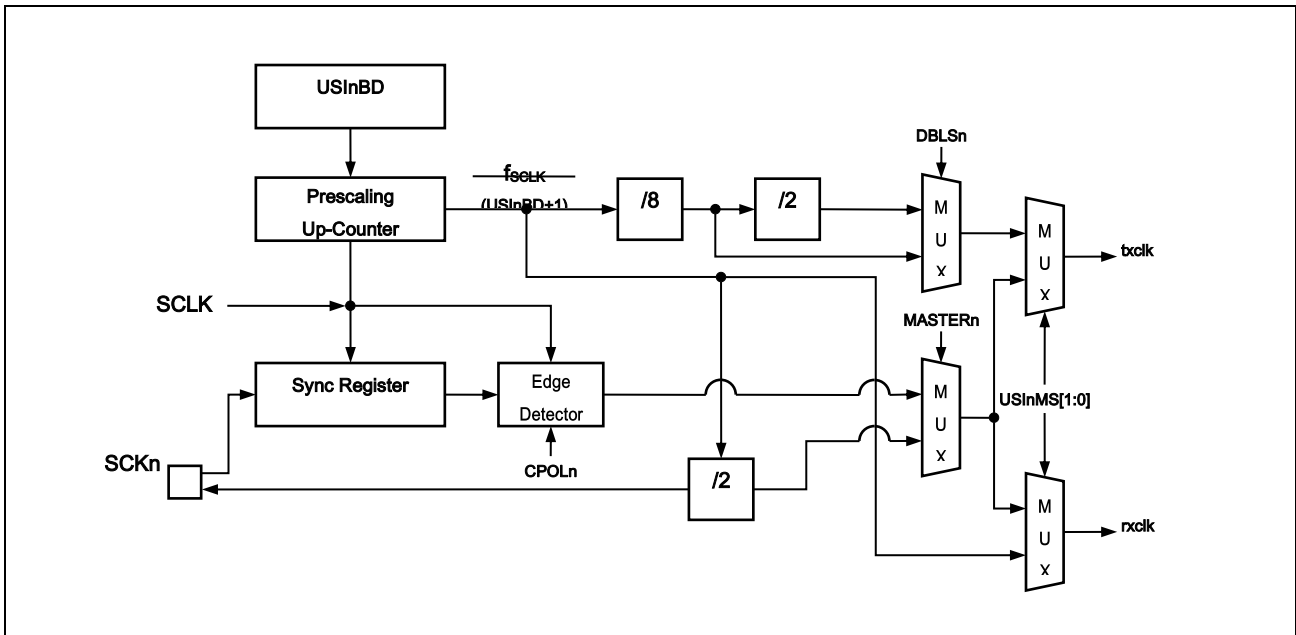 USInBD
DBLSn
fSCLK
(USInBD+1)
Prescaling
Up-Counter
/8
/2
M
U
X
M
U
X
txclk
SCLK
MASTERn
Sync Register
Edge
Detector
M
U
X
USInMS[1:0]
SCKn
CPOLn
/2
M
U
X
rxclk